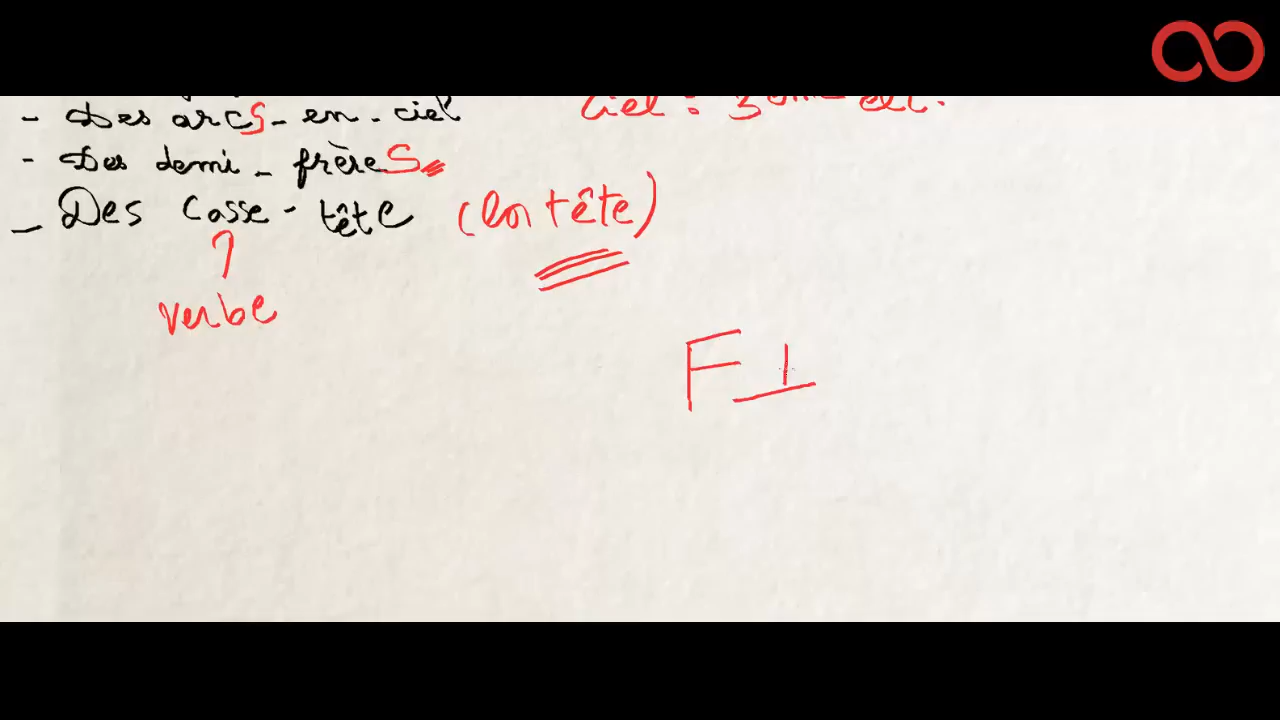 - Des arcs-en-ciel
- Des demi-frères
- Des casse-tête (la tête)
verbe
F